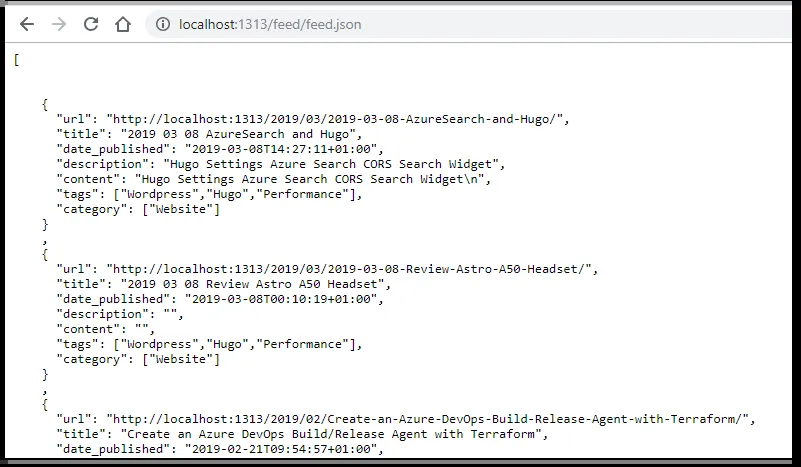 localhost:1313/feed/feed.json
[
{
"url": "http://localhost:1313/2019/03/2019-03-08-AzureSearch-and-Hugo/",
"title": "2019 03 08 AzureSearch and Hugo",
"date_published": "2019-03-08T14:27:11+01:00",
"description": "Hugo Settings Azure Search CORS Search Widget",
"content": "Hugo Settings Azure Search CORS Search Widget\n",
"tags": ["Wordpress","Hugo","Performance"],
"category": ["Website"]
}
,
{
"url": "http://localhost:1313/2019/03/2019-03-08-Review-Astro-A50-Headset/",
"title": "2019 03 08 Review Astro A50 Headset",
"date_published": "2019-03-08T00:10:19+01:00",
"description": "",
"content": "",
"tags": ["Wordpress","Hugo","Performance"],
"category": ["Website"]
}
,
{
"url": "http://localhost:1313/2019/02/Create-an-Azure-DevOps-Build-Release-Agent-with-Terraform/",
"title": "Create an Azure DevOps Build/Release Agent with Terraform",
"date_published": "2019-02-21T09:54:57+01:00",